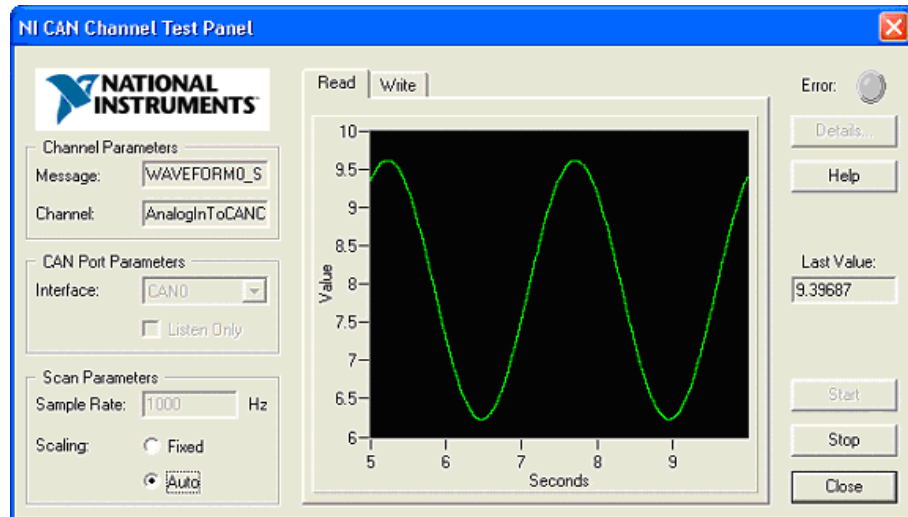 NI CAN Channel Test Panel
NATIONAL
INSTRUMENTS
Channel Parameters
Message: WAVEFORM0_S
Channel: AnalogInToCANC
CAN Port Parameters
Interface: CAN0
Listen Only
Scan Parameters
Sample Rate: 1000 Hz
Scaling: Fixed
Auto
Read Write
10
9.5
9
8.5
8
7.5
7
6.5
6
Value
5 6 7 8 9
Seconds
Error:
Details...
Help
Last Value:
9.39687
Start
Stop
Close